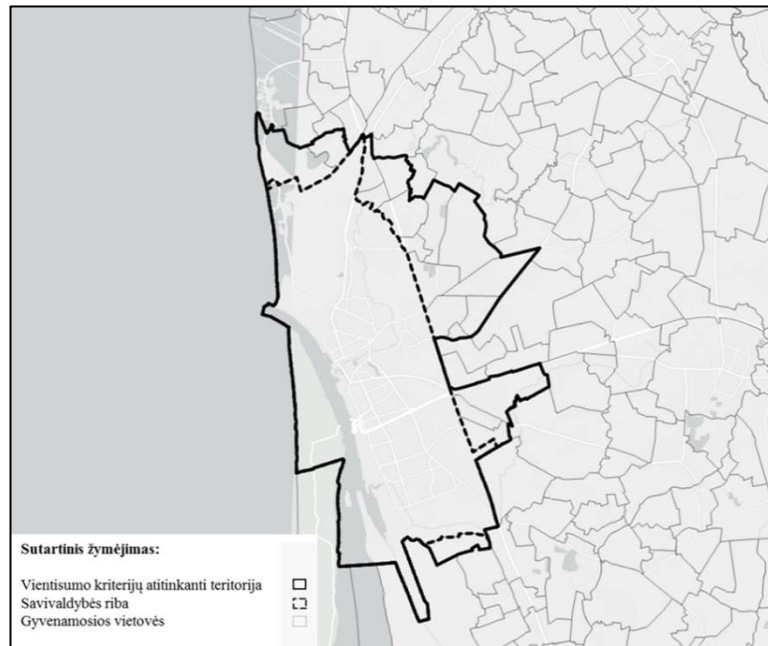 Sutartinis žymėjimas:
Vientisumo kriterijų atitinkanti teritorija
Savivaldybės riba
Gyvenamosios vietovės